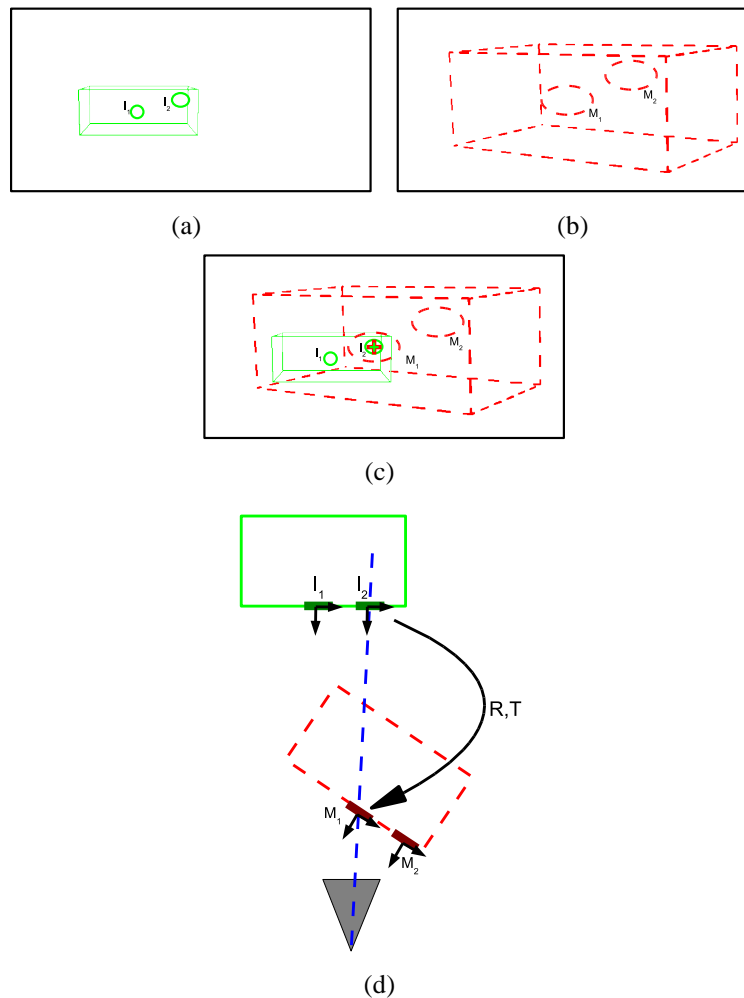 I₁ I₂
M₁ M₂
(a) (b)
I₁ I₂ M₁ M₂
(c)
I₁ I₂
R,T
M₁
M₂
(d)